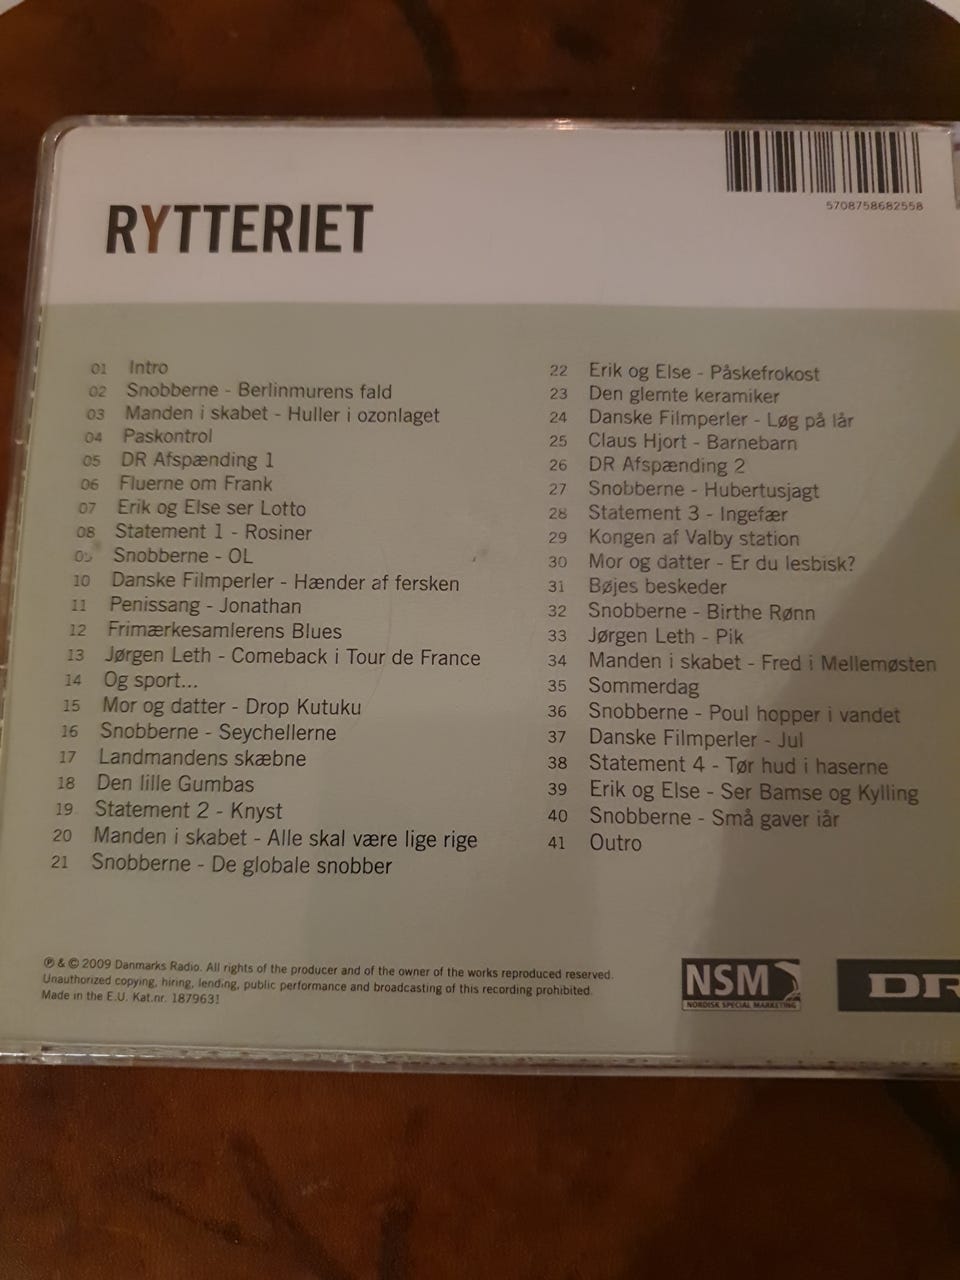 5708758682558
RYTTERIET
01 Intro
02 Snobberne - Berlinmurens fald
03 Manden i skabet - Huller i ozonlaget
04 Paskontrol
05 DR Afspænding 1
06 Fluerne om Frank
07 Erik og Else ser Lotto
08 Statement 1 - Rosiner
09 Snobberne - OL
10 Danske Filmperler - Hænder af fersken
11 Penissang - Jonathan
12 Frimærkesamlerens Blues
13 Jørgen Leth - Comeback i Tour de France
14 Og sport...
15 Mor og datter - Drop Kutuku
16 Snobberne - Seychellerne
17 Landmandens skæbne
18 Den lille Gumbas
19 Statement 2 - Knyst
20 Manden i skabet - Alle skal være lige rige
21 Snobberne - De globale snobber
22 Erik og Else - Påskefrokost
23 Den glemte keramiker
24 Danske Filmperler - Løg på lår
25 Claus Hjort - Barnebarn
26 DR Afspænding 2
27 Snobberne - Hubertusjagt
28 Statement 3 - Ingefær
29 Kongen af Valby station
30 Mor og datter - Er du lesbisk?
31 Bøjes beskeder
32 Snobberne - Birthe Rønn
33 Jørgen Leth - Pik
34 Manden i skabet - Fred i Mellemøsten
35 Sommerdag
36 Snobberne - Poul hopper i vandet
37 Danske Filmperler - Jul
38 Statement 4 - Tør hud i haserne
39 Erik og Else - Ser Bamse og Kylling
40 Snobberne - Små gaver iår
41 Outro
℗ & © 2009 Danmarks Radio. All rights of the producer and of the owner of the works reproduced reserved.
Unauthorized copying, hiring, lending, public performance and broadcasting of this recording prohibited.
Made in the E.U. Kat.nr. 1879631
NSM
NORDISK SPECIAL MARKETING
DR